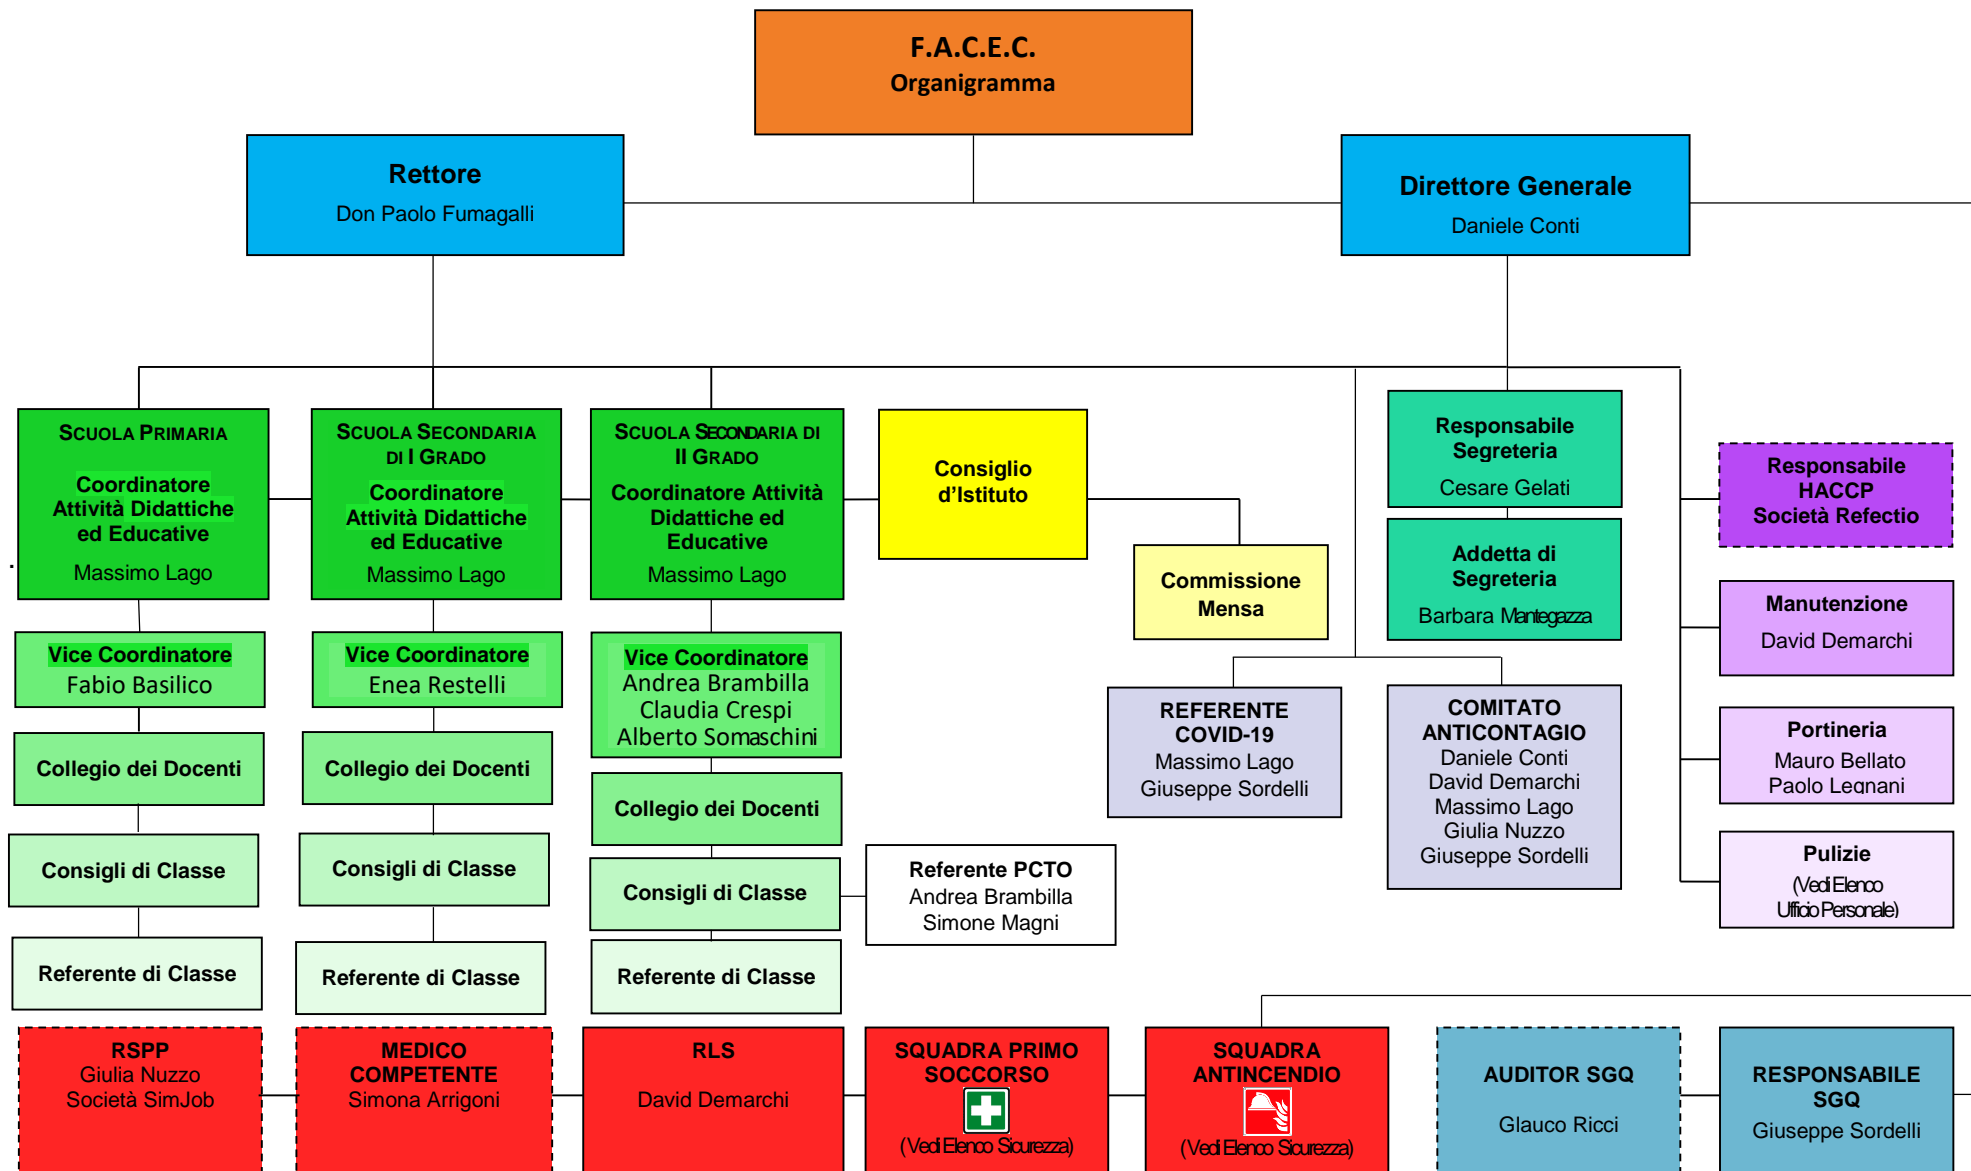 F.A.C.E.C.
Organigramma
Rettore
Don Paolo Fumagalli
Direttore Generale
Daniele Conti
SCUOLA PRIMARIA
Coordinatore
Attività Didattiche
ed Educative
Massimo Lago
SCUOLA SECONDARIA
DI I GRADO
Coordinatore
Attività Didattiche
ed Educative
Massimo Lago
SCUOLA SECONDARIA DI
II GRADO
Coordinatore Attività
Didattiche ed
Educative
Massimo Lago
Consiglio
d'Istituto
Commissione
Mensa
Responsabile
Segreteria
Cesare Gelati
Addetta di
Segreteria
Barbara Mantegazza
Responsabile
HACCP
Società Refectio
Manutenzione
David Demarchi
Portineria
Mauro Bellato
Paolo Legnani
Pulizie
(Vedi Elenco
Ufficio Personale)
.
Vice Coordinatore
Fabio Basilico
Vice Coordinatore
Enea Restelli
Vice Coordinatore
Andrea Brambilla
Claudia Crespi
Alberto Somaschini
REFERENTE
COVID-19
Massimo Lago
Giuseppe Sordelli
COMITATO
ANTICONTAGIO
Daniele Conti
David Demarchi
Massimo Lago
Giulia Nuzzo
Giuseppe Sordelli
Collegio dei Docenti
Collegio dei Docenti
Collegio dei Docenti
Consigli di Classe
Consigli di Classe
Consigli di Classe
Referente PCTO
Andrea Brambilla
Simone Magni
Referente di Classe
Referente di Classe
Referente di Classe
RSPP
Giulia Nuzzo
Società SimJob
MEDICO
COMPETENTE
Simona Arrigoni
RLS
David Demarchi
SQUADRA PRIMO
SOCCORSO
(Vedi Elenco Sicurezza)
SQUADRA
ANTINCENDIO
(Vedi Elenco Sicurezza)
AUDITOR SGQ
Glauco Ricci
RESPONSABILE
SGQ
Giuseppe Sordelli